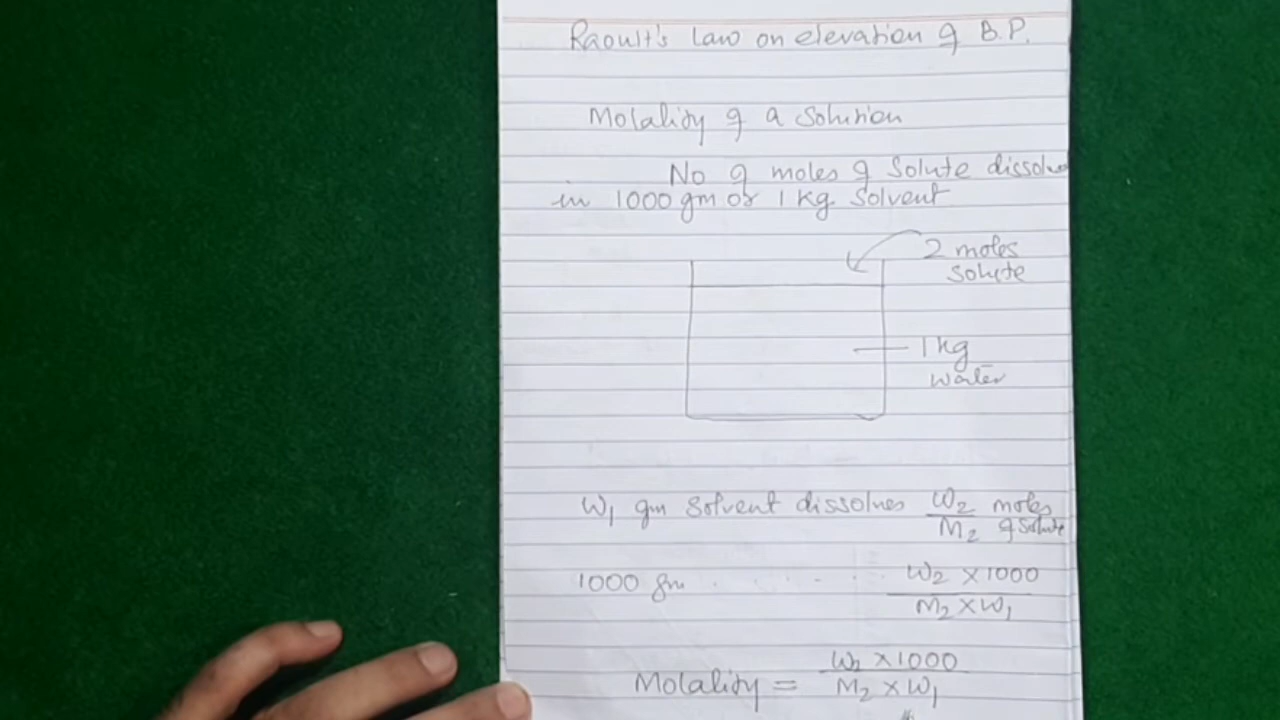 Raoult's Law on elevation of B.P.
Molality of a solution
No of moles of Solute dissolve
in 1000 gm or 1 Kg Solvent
2 moles
Solute
1 kg
water
W₁ gm Solvent dissolves W₂/M₂ moles of Solute
1000 gm . . . . . W₂ × 1000 / M₂ × W₁
Molality = W₂ × 1000 / M₂ × W₁